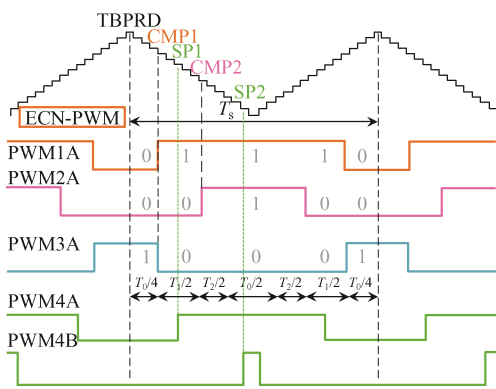 TBPRD
CMP1
SP1
CMP2
SP2
ECN-PWM
Ts
PWM1A 0 1 1 1 0
PWM2A 0 0 1 0 0
PWM3A 1 0 0 0 1
T0/4 T1/2 T2/2 T0/2 T2/2 T1/2 T0/4
PWM4A
PWM4B